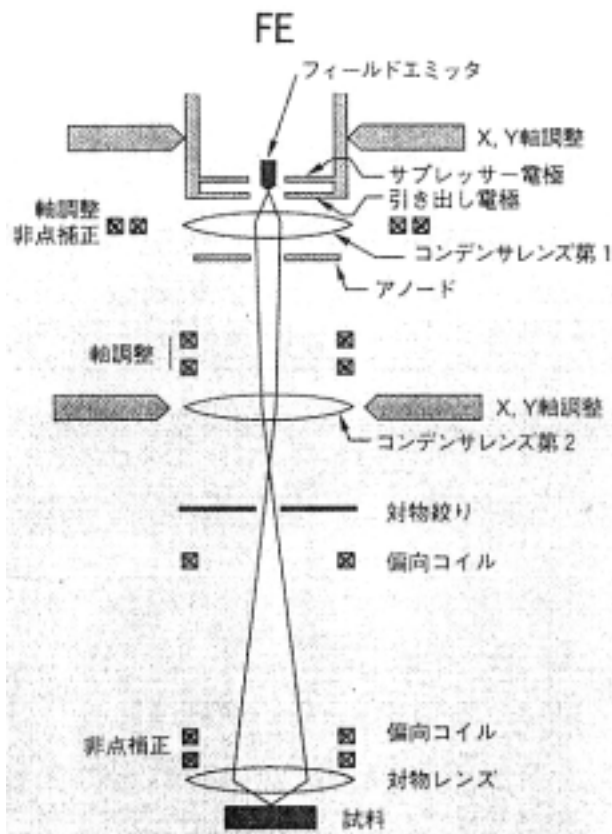 FE
フィールドエミッタ
X, Y軸調整
サプレッサー電極
引き出し電極
軸調整
非点補正
コンデンサレンズ第1
アノード
軸調整
X, Y軸調整
コンデンサレンズ第2
対物絞り
偏向コイル
偏向コイル
非点補正
対物レンズ
試料